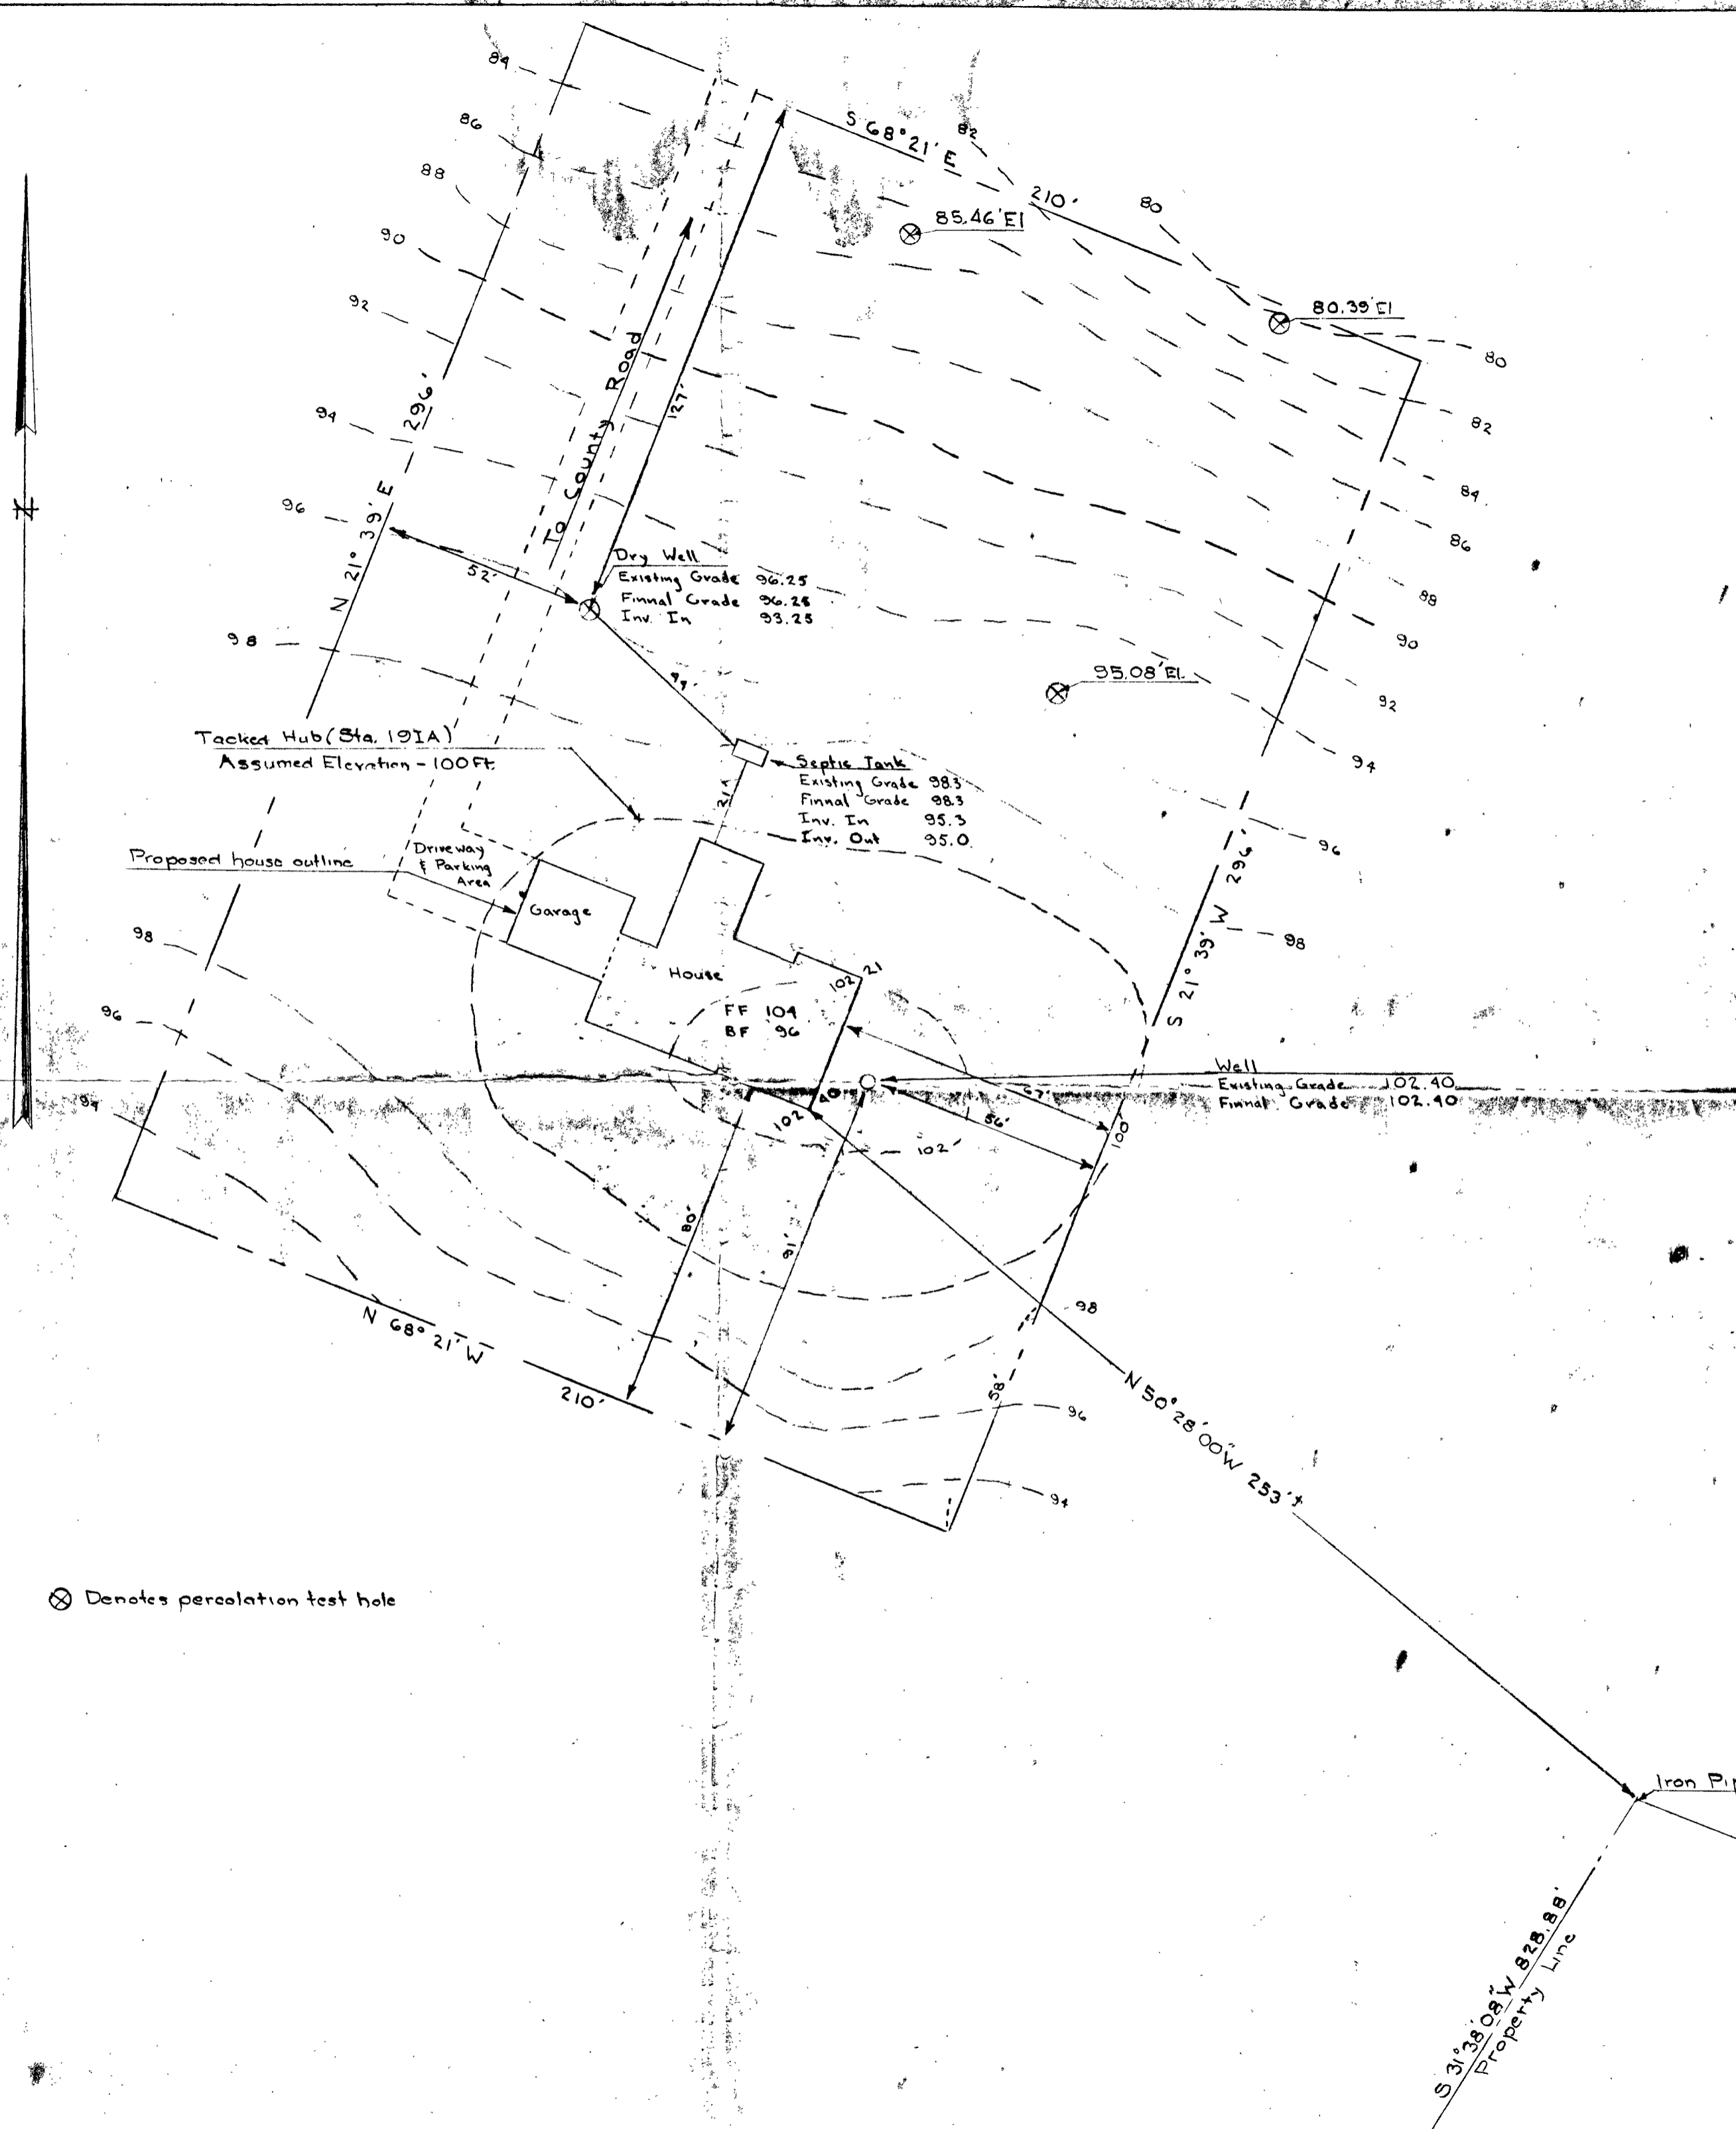 84
86
88
90
92
94
96
98
S 68° 21' E
210'
82
80
85.46' El
80.39' El
80
82
84
86
88
90
92
94
96
98
N 21° 39' E
296'
To County Road
127'
52'
Dry Well
Existing Grade 96.25
Finnal Grade 96.25
Inv. In 93.25
95.08' El.
Tacked Hub (Sta. 191A)
Assumed Elevation - 100 Ft.
Septic Tank
Existing Grade 98.3
Finnal Grade 98.3
Inv. In 95.3
Inv. Out 95.0
Proposed house outline
Driveway
& Parking
Area
Garage
House
FF 104
BF 96
102.21
S 21° 39' W 296'
98
96
94
Well
Existing Grade 102.40
Finnal Grade 102.40
40'
67'
56'
100'
102
102'
80'
91'
98
58'
96
94
N 68° 21' W
210'
N 50° 28' 00" W 253' ±
Denotes percolation test hole
Iron
S 31° 38' 08" W 828.88'
Property Line